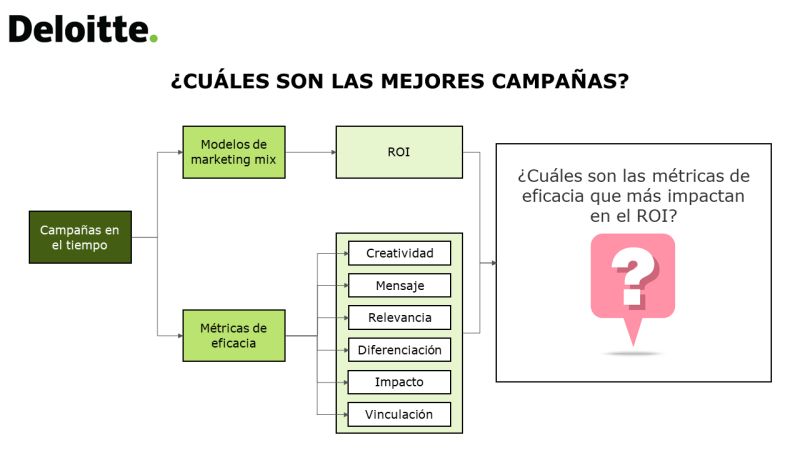 Deloitte.
¿CUÁLES SON LAS MEJORES CAMPAÑAS?
Campañas en
el tiempo
Modelos de
marketing mix
ROI
Métricas de
eficacia
Creatividad
Mensaje
Relevancia
Diferenciación
Impacto
Vinculación
¿Cuáles son las métricas de
eficacia que más impactan
en el ROI?
?